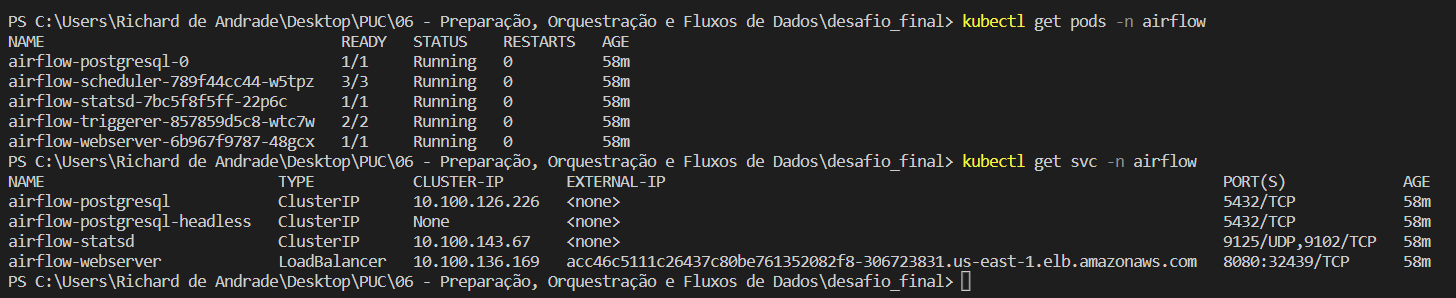 PS C:\Users\Richard de Andrade\Desktop\PUC\06 - Preparação, Orquestração e Fluxos de Dados\desafio_final> kubectl get pods -n airflow
NAME READY STATUS RESTARTS AGE
airflow-postgresql-0 1/1 Running 0 58m
airflow-scheduler-789f44cc44-w5tpz 3/3 Running 0 58m
airflow-statsd-7bc5f8f5ff-22p6c 1/1 Running 0 58m
airflow-triggerer-857859d5c8-wtc7w 2/2 Running 0 58m
airflow-webserver-6b967f9787-48gcx 1/1 Running 0 58m
PS C:\Users\Richard de Andrade\Desktop\PUC\06 - Preparação, Orquestração e Fluxos de Dados\desafio_final> kubectl get svc -n airflow
NAME TYPE CLUSTER-IP EXTERNAL-IP PORT(S) AGE
airflow-postgresql ClusterIP 10.100.126.226 <none> 5432/TCP 58m
airflow-postgresql-headless ClusterIP None <none> 5432/TCP 58m
airflow-statsd ClusterIP 10.100.143.67 <none> 9125/UDP,9102/TCP 58m
airflow-webserver LoadBalancer 10.100.136.169 acc46c5111c26437c80be761352082f8-306723831.us-east-1.elb.amazonaws.com 8080:32439/TCP 58m
PS C:\Users\Richard de Andrade\Desktop\PUC\06 - Preparação, Orquestração e Fluxos de Dados\desafio_final>